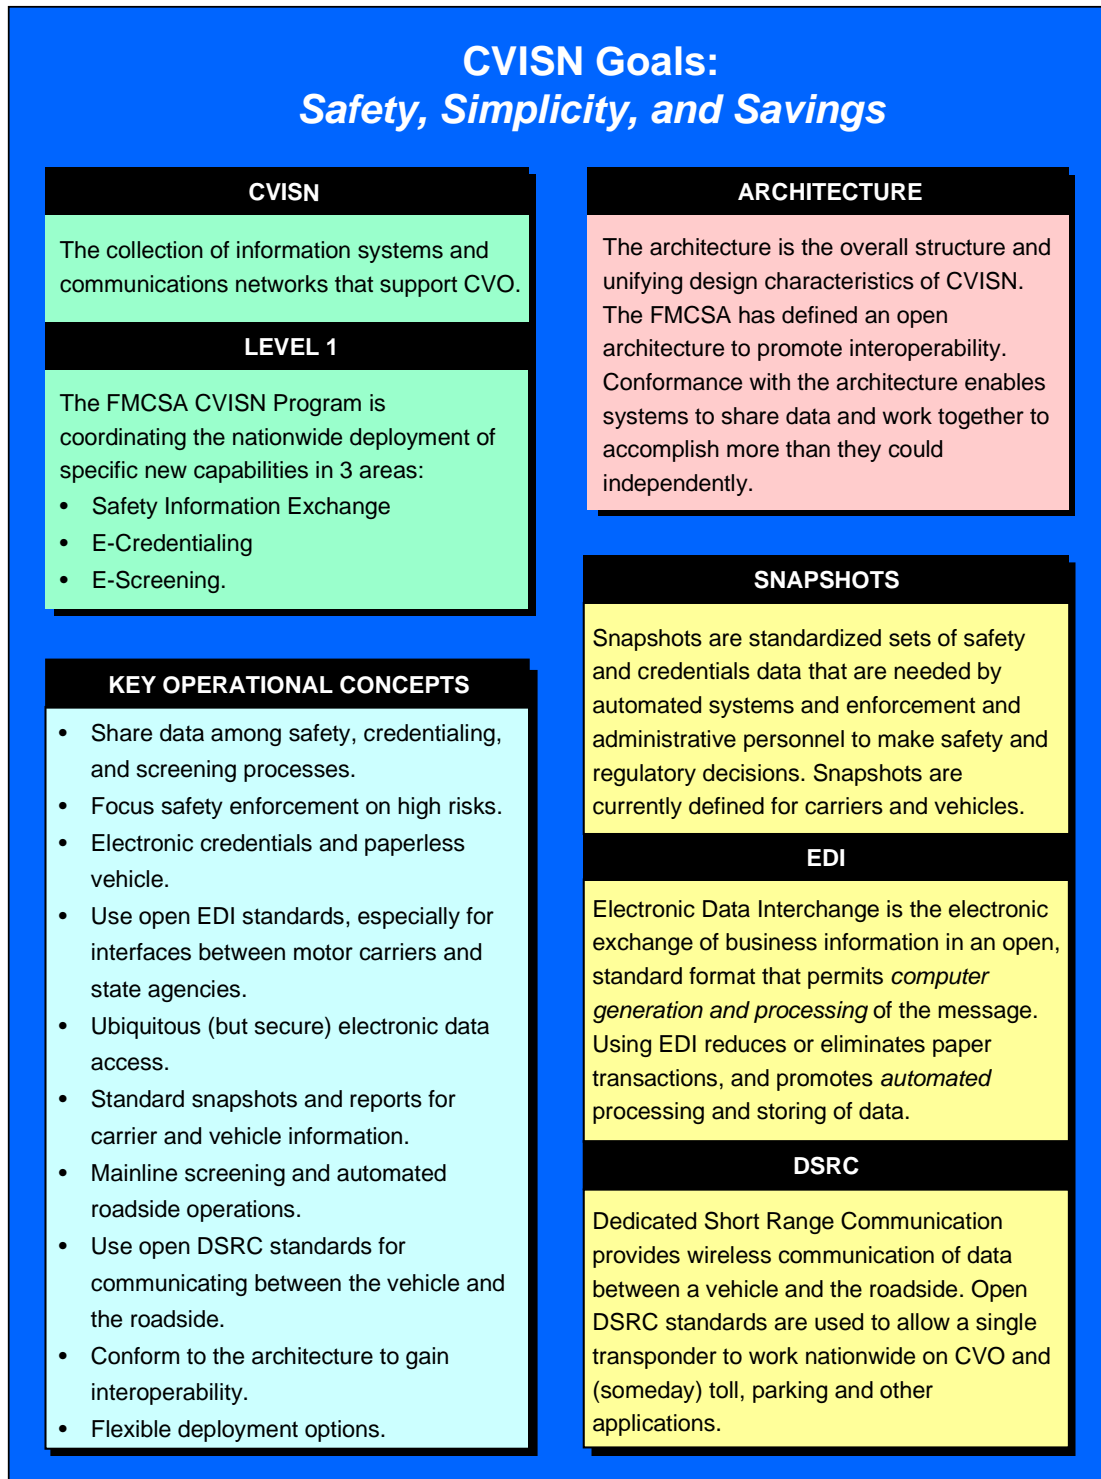 CVISN Goals:
Safety, Simplicity, and Savings
CVISN
The collection of information systems and
communications networks that support CVO.
LEVEL 1
The FMCSA CVISN Program is
coordinating the nationwide deployment of
specific new capabilities in 3 areas:
• Safety Information Exchange
• E-Credentialing
• E-Screening.
KEY OPERATIONAL CONCEPTS
• Share data among safety, credentialing,
and screening processes.
• Focus safety enforcement on high risks.
• Electronic credentials and paperless
vehicle.
• Use open EDI standards, especially for
interfaces between motor carriers and
state agencies.
• Ubiquitous (but secure) electronic data
access.
• Standard snapshots and reports for
carrier and vehicle information.
• Mainline screening and automated
roadside operations.
• Use open DSRC standards for
communicating between the vehicle and
the roadside.
• Conform to the architecture to gain
interoperability.
• Flexible deployment options.
ARCHITECTURE
The architecture is the overall structure and
unifying design characteristics of CVISN.
The FMCSA has defined an open
architecture to promote interoperability.
Conformance with the architecture enables
systems to share data and work together to
accomplish more than they could
independently.
SNAPSHOTS
Snapshots are standardized sets of safety
and credentials data that are needed by
automated systems and enforcement and
administrative personnel to make safety and
regulatory decisions. Snapshots are
currently defined for carriers and vehicles.
EDI
Electronic Data Interchange is the electronic
exchange of business information in an open,
standard format that permits computer
generation and processing of the message.
Using EDI reduces or eliminates paper
transactions, and promotes automated
processing and storing of data.
DSRC
Dedicated Short Range Communication
provides wireless communication of data
between a vehicle and the roadside. Open
DSRC standards are used to allow a single
transponder to work nationwide on CVO and
(someday) toll, parking and other
applications.